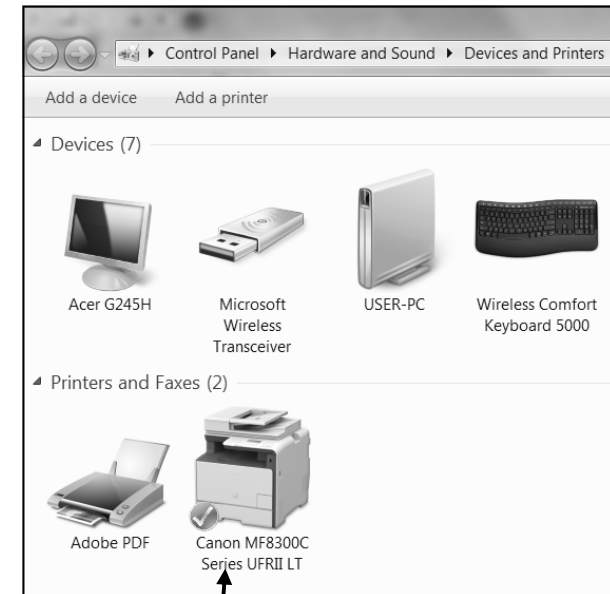 Control Panel ▸ Hardware and Sound ▸ Devices and Printers
Add a device Add a printer
Devices (7)
Acer G245H
Microsoft
Wireless
Transceiver
USER-PC
Wireless Comfort
Keyboard 5000
Printers and Faxes (2)
Adobe PDF
Canon MF8300C
Series UFRII LT